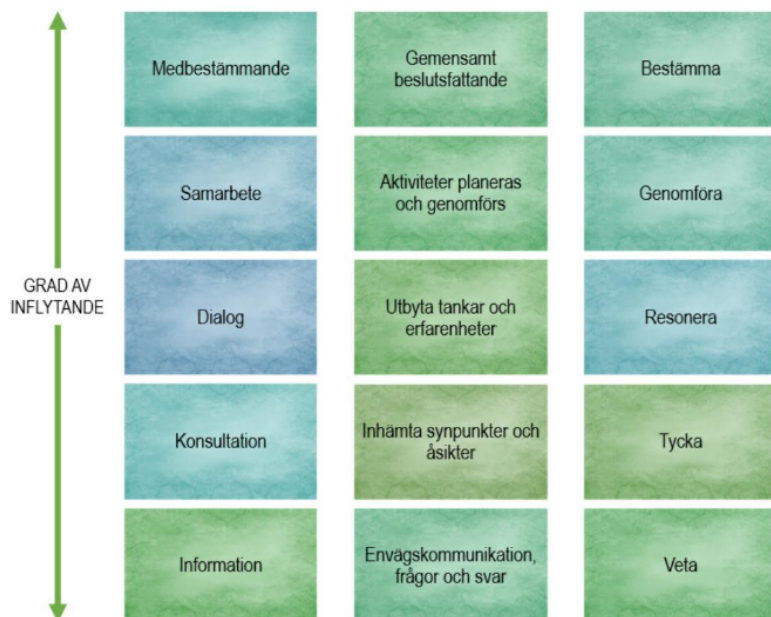 Medbestämmande
Gemensamt
beslutsfattande
Bestämma
Samarbete
Aktiviteter planeras
och genomförs
Genomföra
GRAD AV
INFLYTANDE
Dialog
Utbyta tankar och
erfarenheter
Resonera
Konsultation
Inhämta synpunkter och
åsikter
Tycka
Information
Envägskommunikation,
frågor och svar
Veta